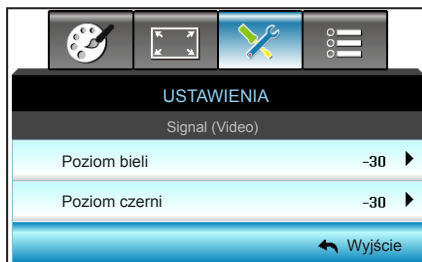 USTAWIENIA
Signal (Video)
Poziom bieli -30
Poziom czerni -30
Wyjście